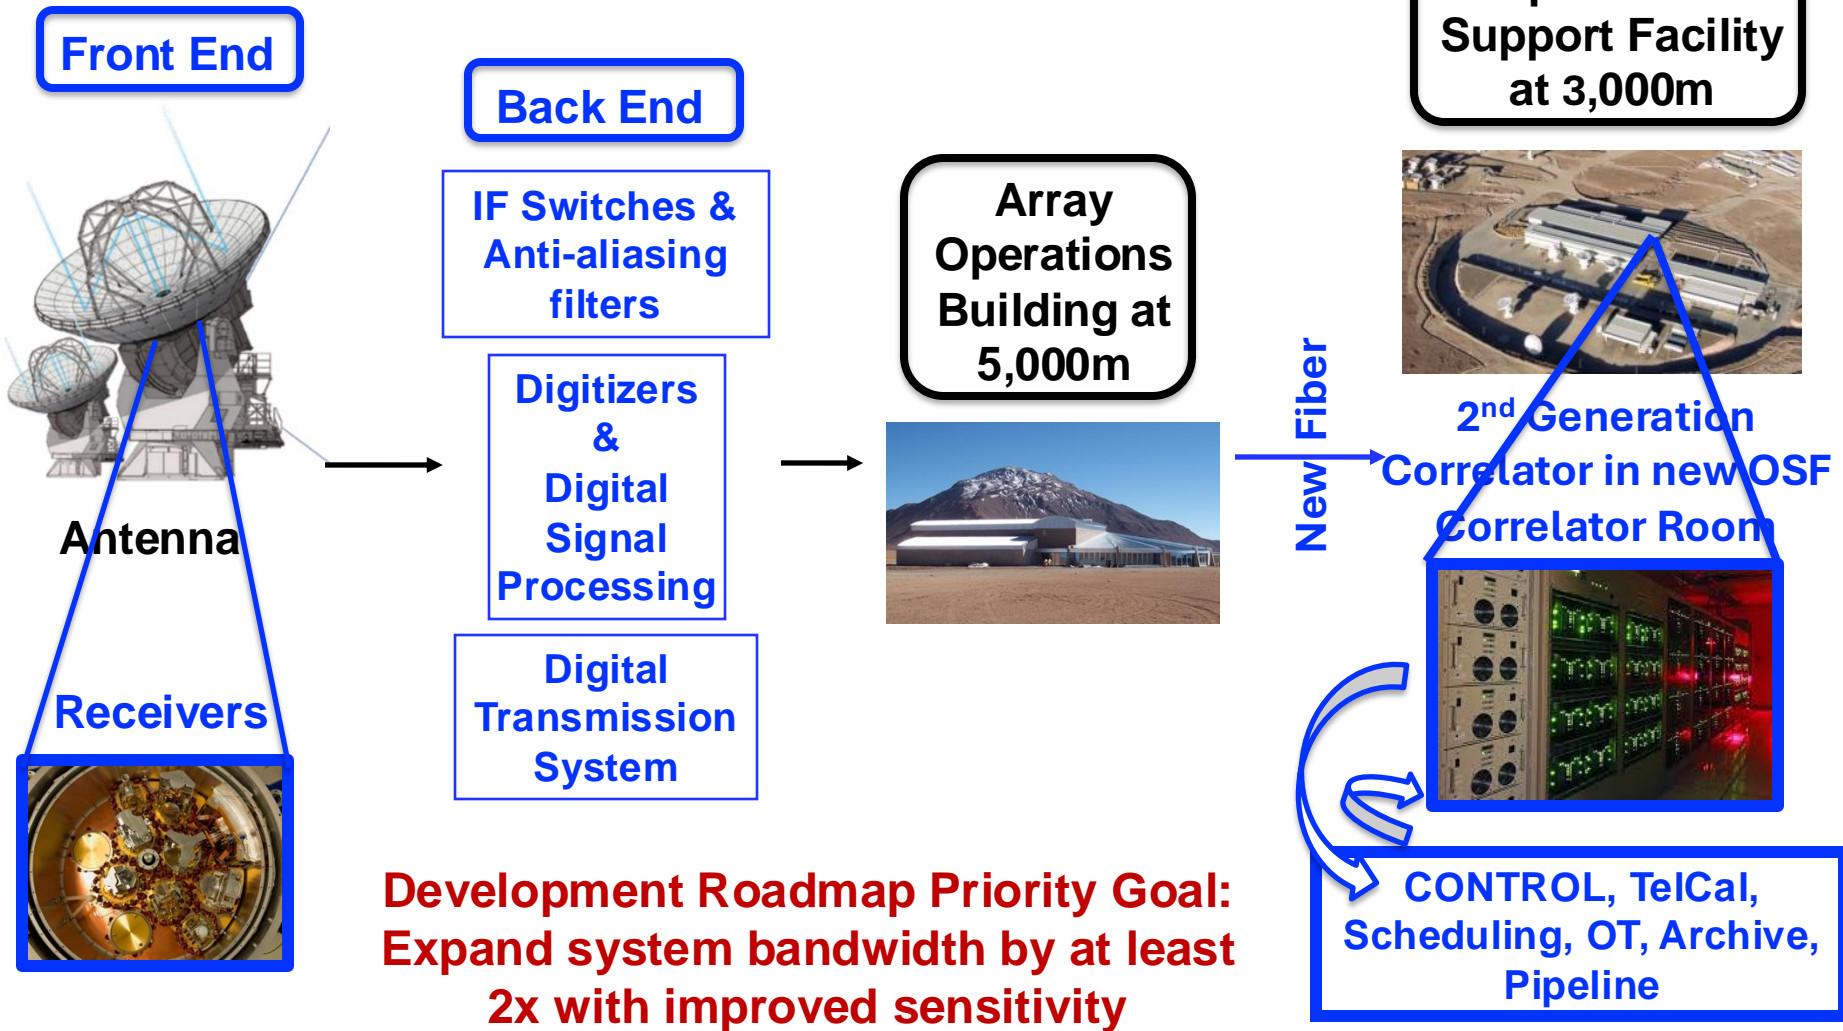 Front End
Back End
IF Switches &
Anti-aliasing
filters
Digitizers
&
Digital
Signal
Processing
Digital
Transmission
System
Antenna
Receivers
Array
Operations
Building at
5,000m
New Fiber
Support Facility
at 3,000m
2nd Generation
Correlator in new OSF
Correlator Room
CONTROL, TelCal,
Scheduling, OT, Archive,
Pipeline
Development Roadmap Priority Goal:
Expand system bandwidth by at least
2x with improved sensitivity